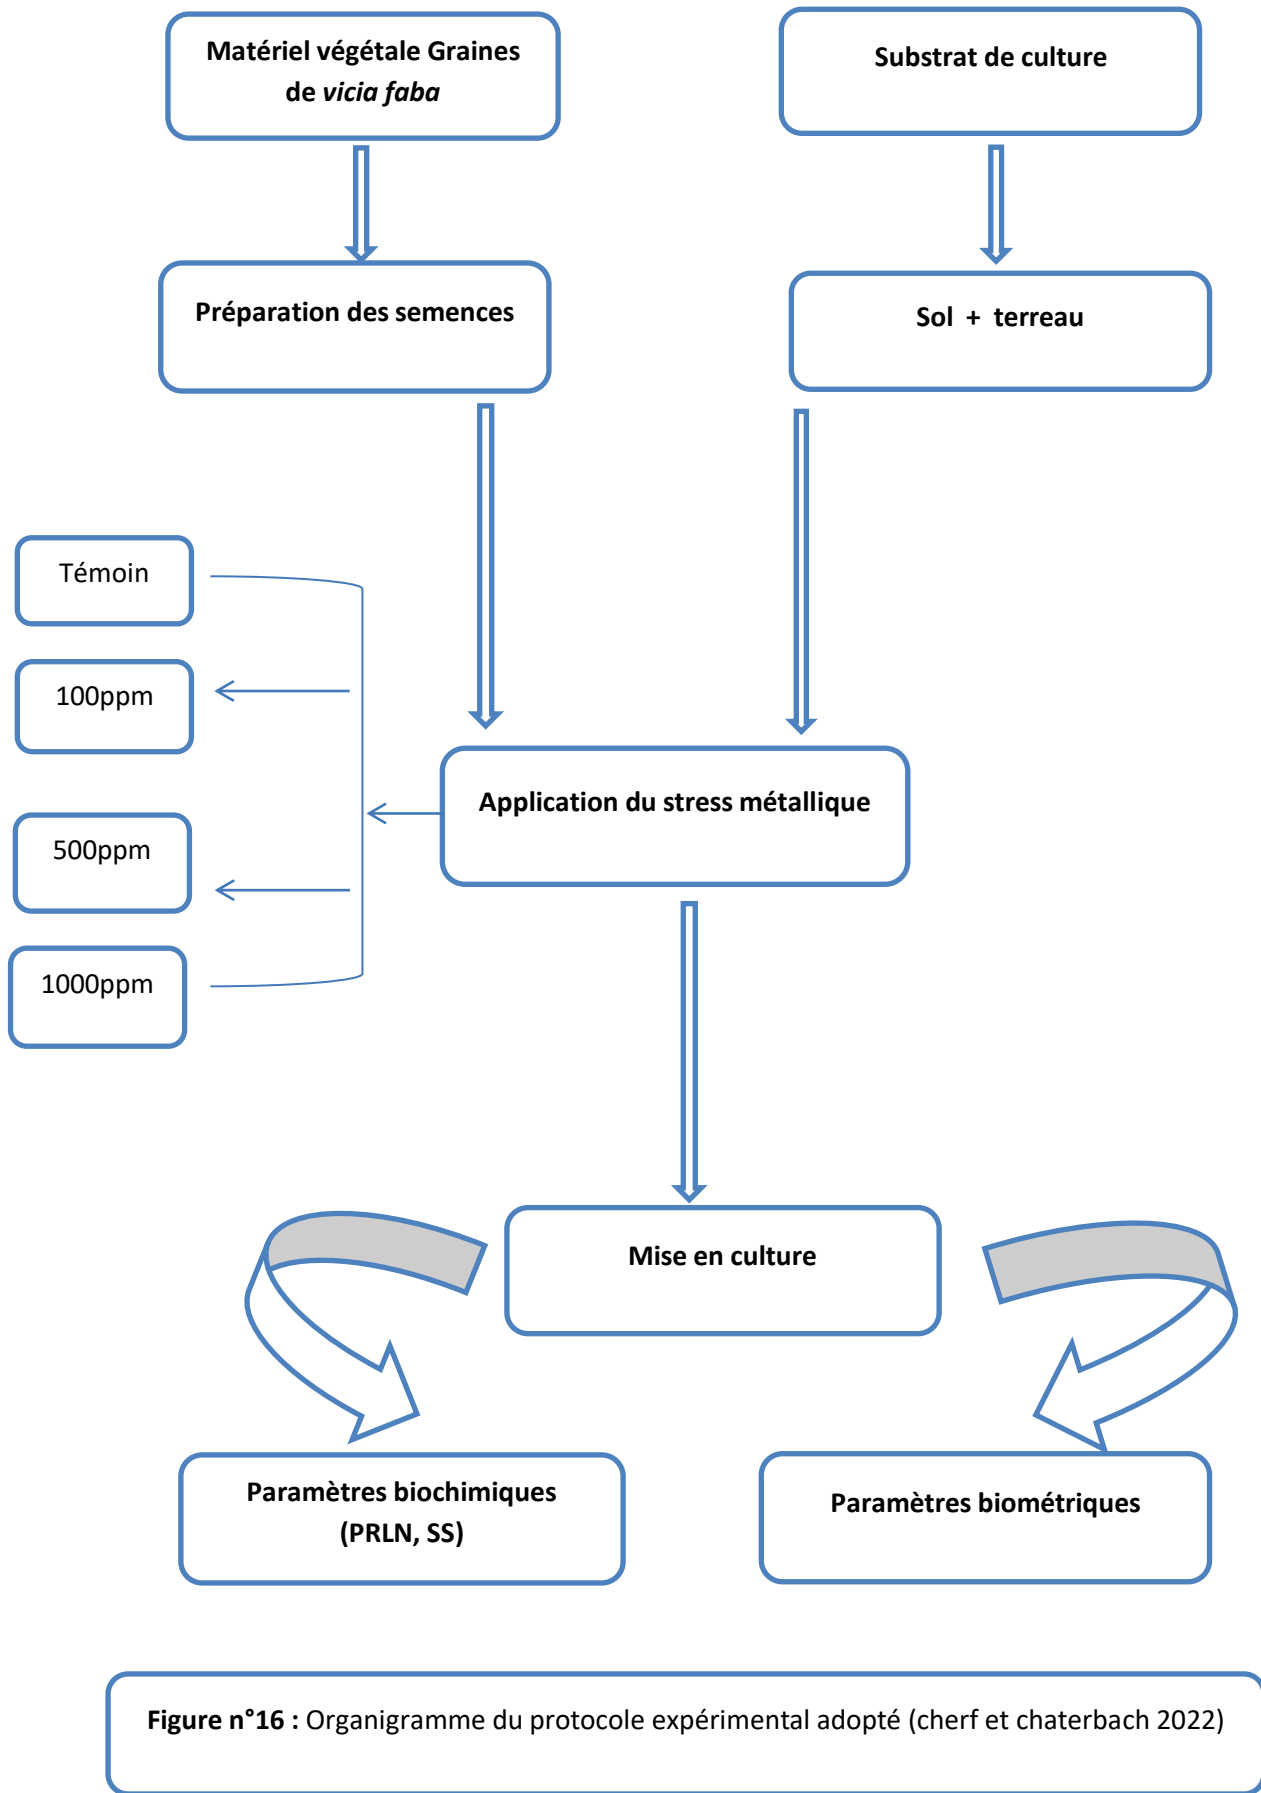 Matériel végétale Graines
de vicia faba
Substrat de culture
Préparation des semences
Sol + terreau
Témoin
100ppm
500ppm
1000ppm
Application du stress métallique
Mise en culture
Paramètres biochimiques
(PRLN, SS)
Paramètres biométriques
Figure n°16 : Organigramme du protocole expérimental adopté (cherf et chaterbach 2022)